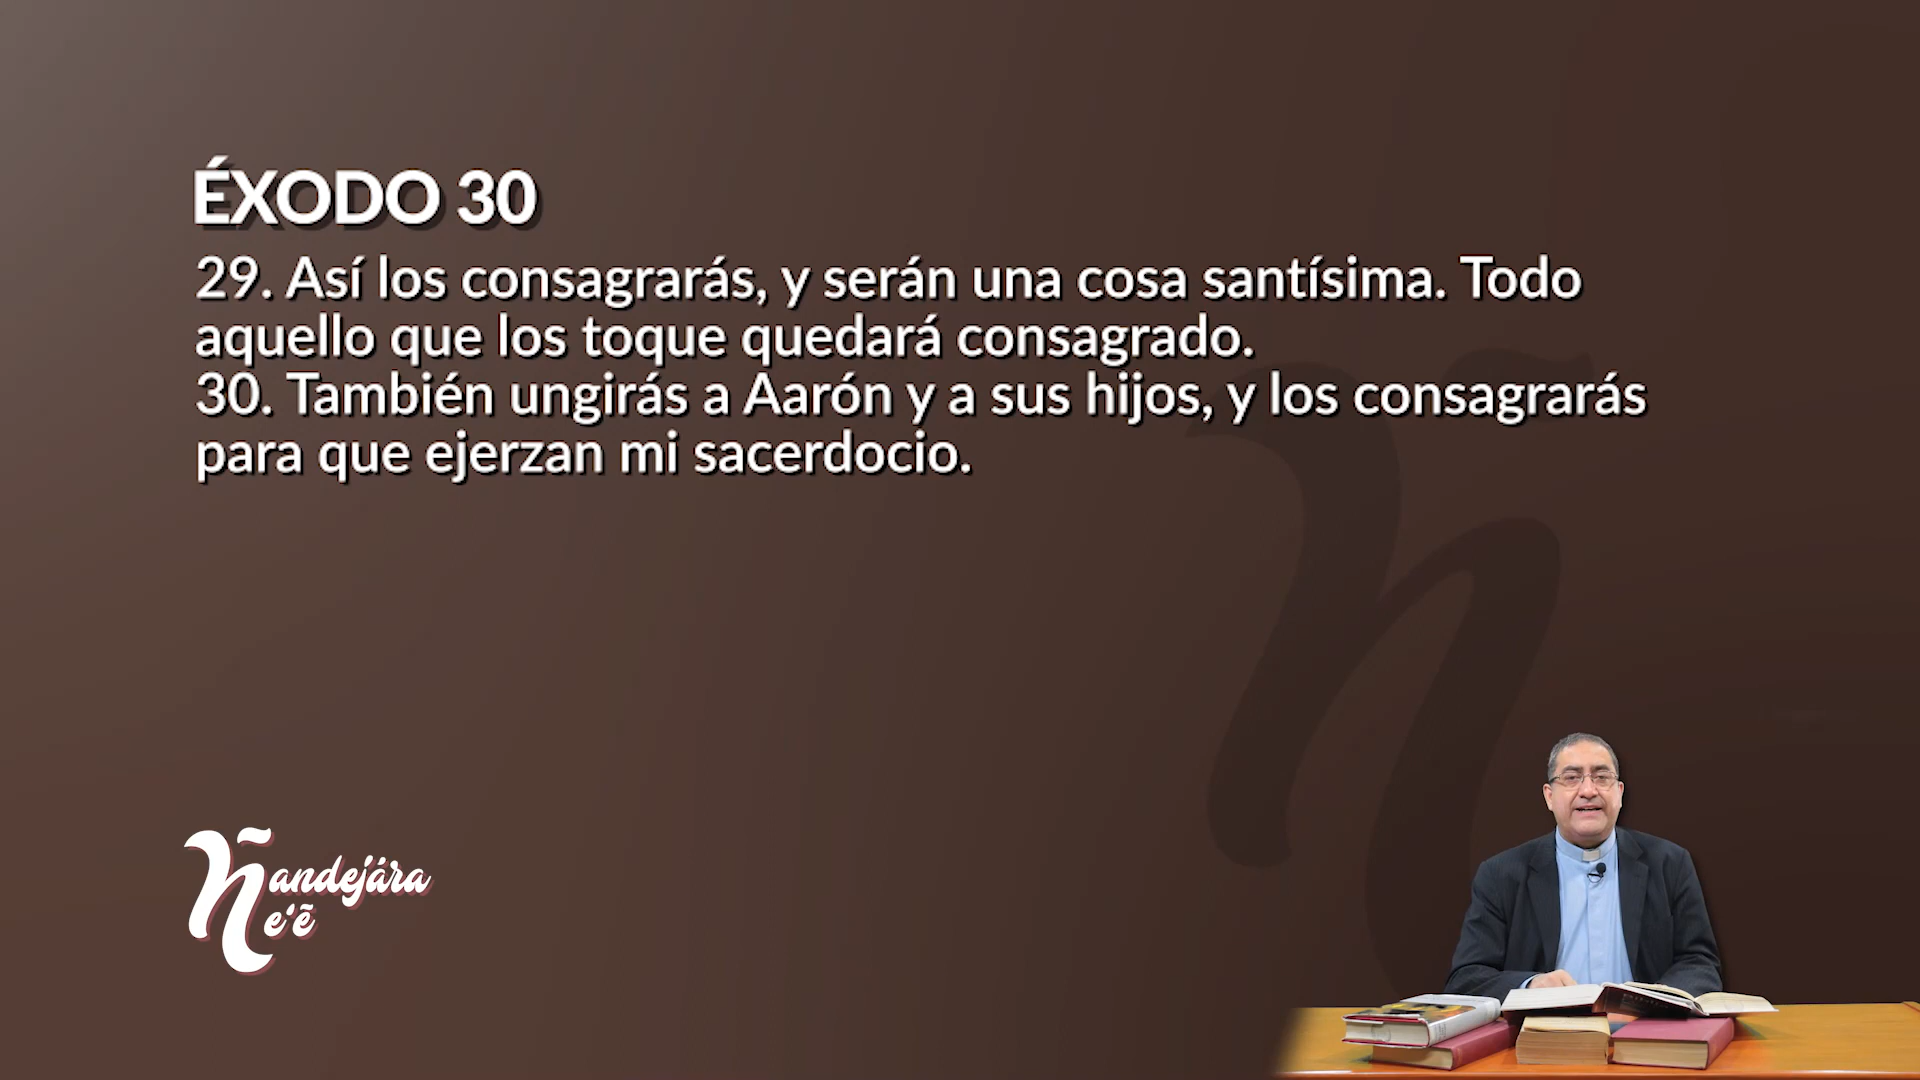 ÉXODO 30
29. Así los consagrarás, y serán una cosa santísima. Todo
aquello que los toque quedará consagrado.
30. También ungirás a Aarón y a sus hijos, y los consagrarás
para que ejerzan mi sacerdocio.
Ñandejára
Ñe'ẽ